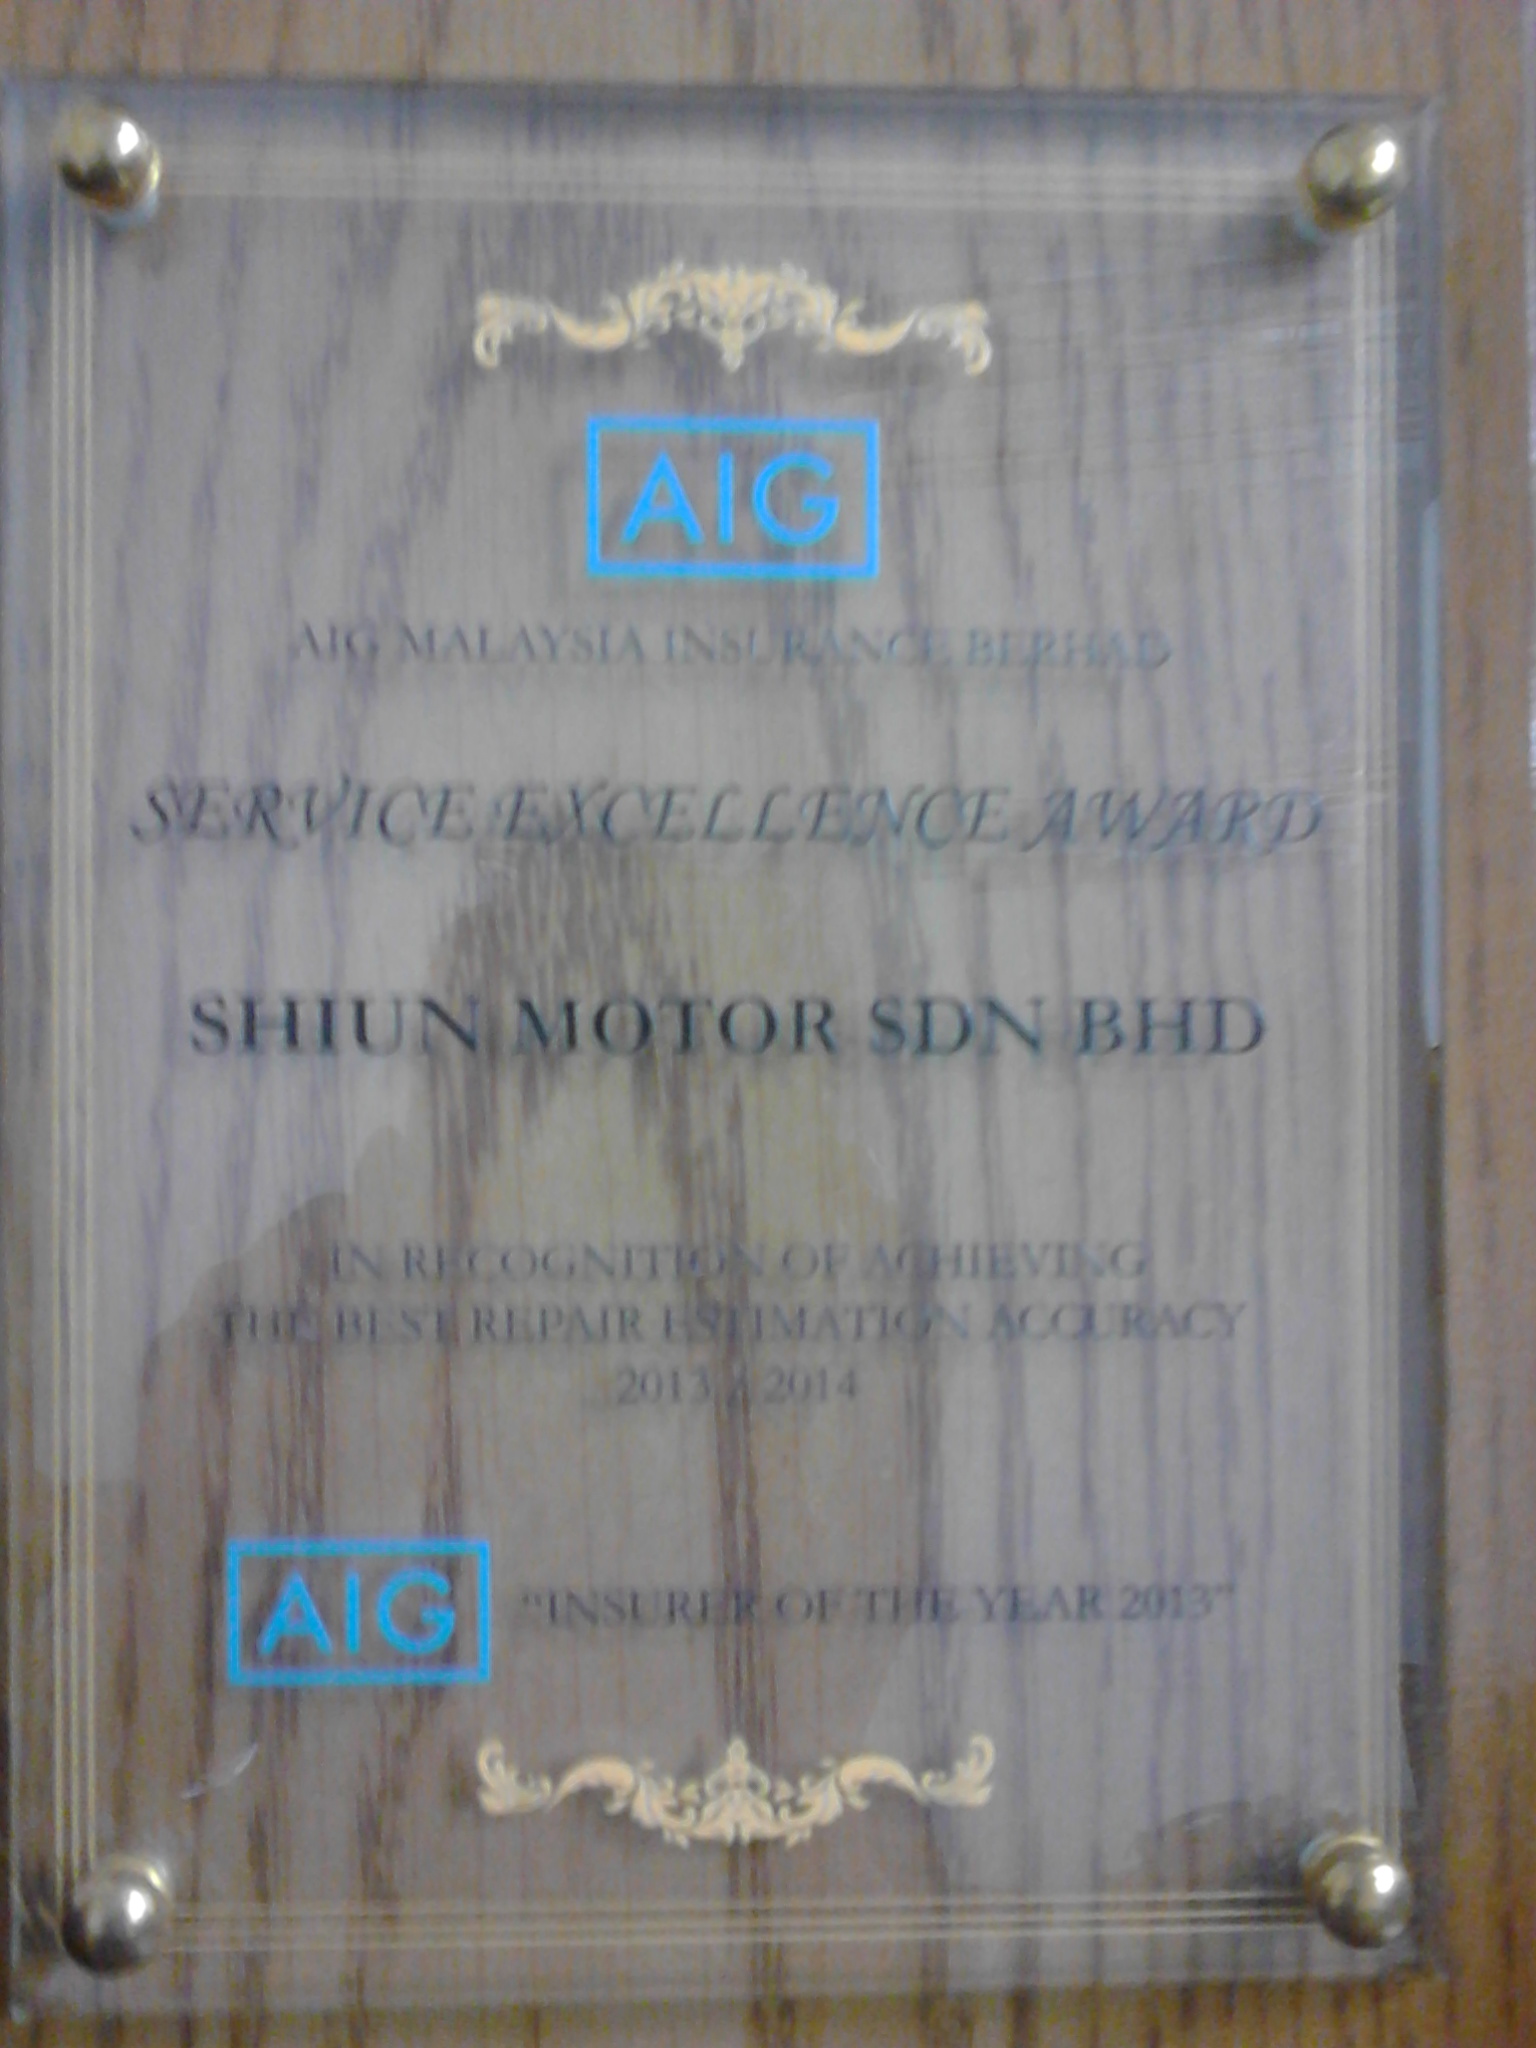 AIG
AIG MALAYSIA INSURANCE BERHAD
SERVICE EXCELLENCE AWARD
SHIUN MOTOR SDN BHD
IN RECOGNITION OF ACHIEVING
THE BEST REPAIR ESTIMATION ACCURACY
2013 / 2014
AIG "INSURER OF THE YEAR 2013"